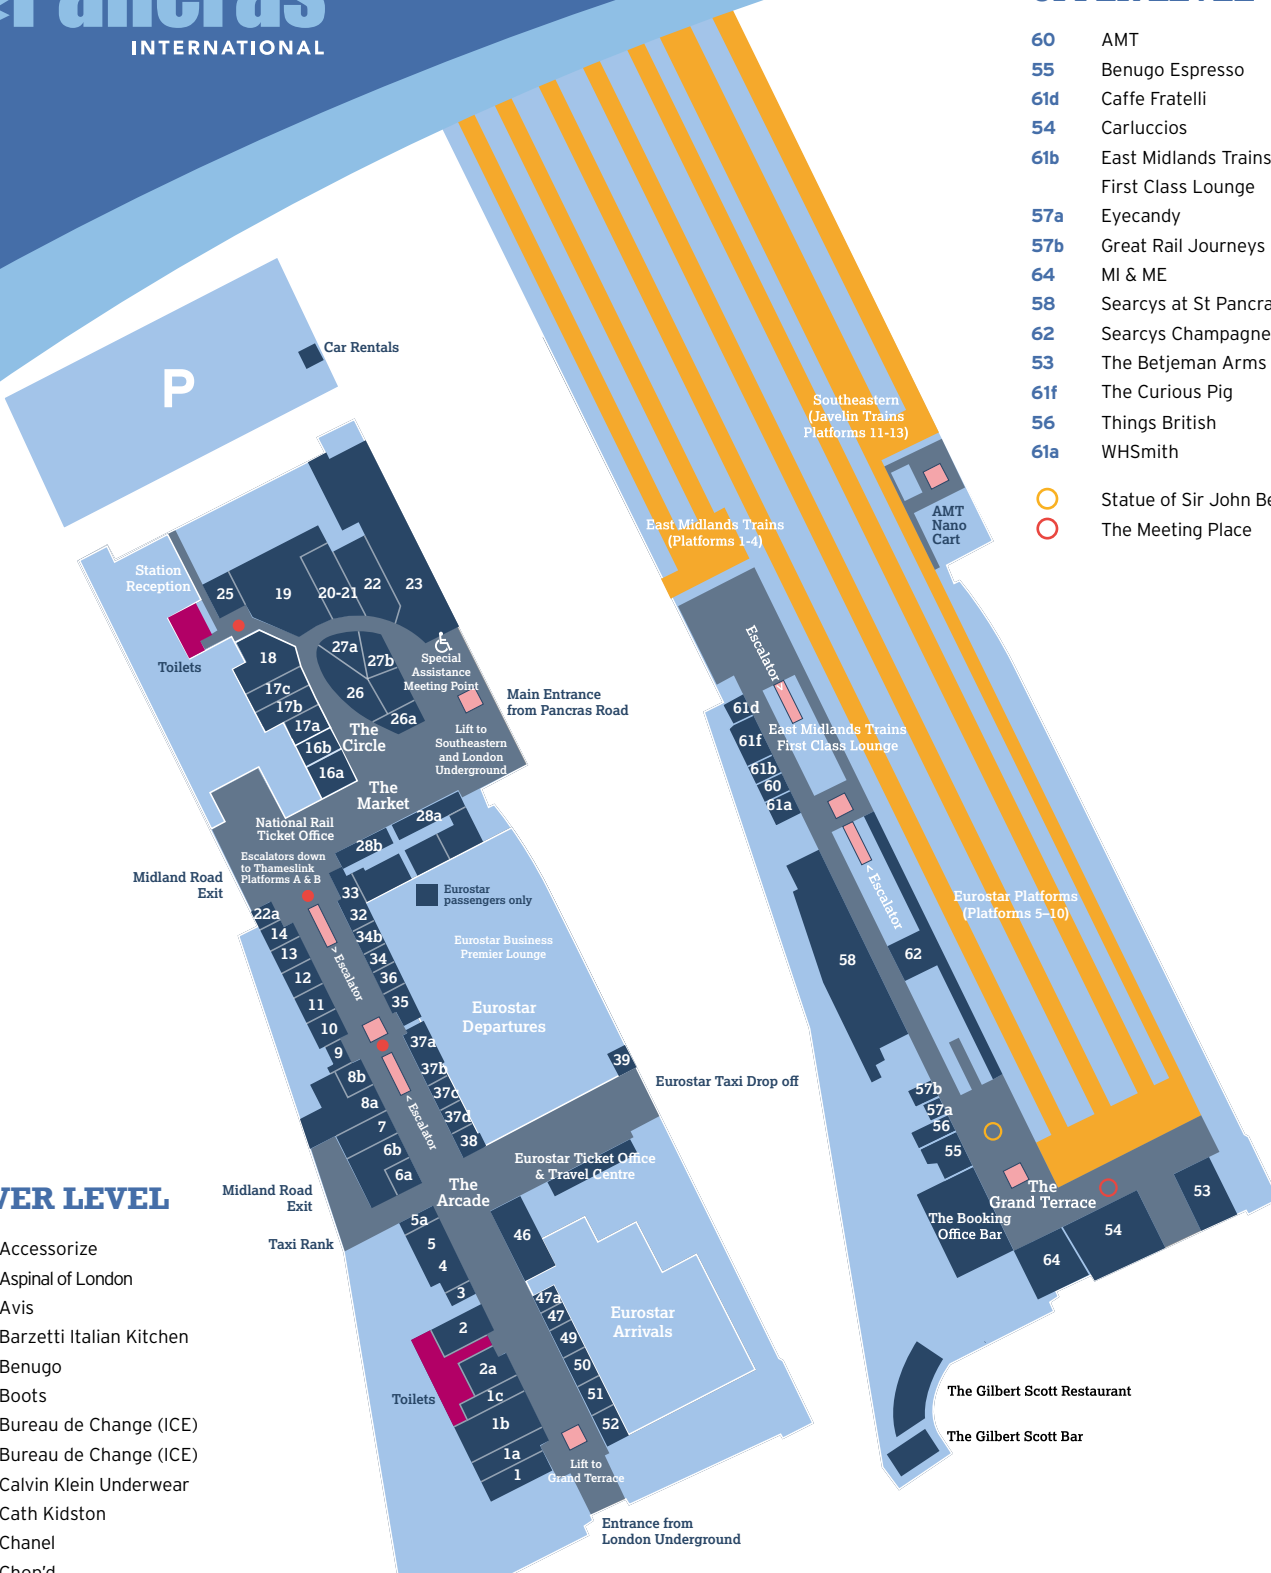 Pancras
INTERNATIONAL
60 AMT
55 Benugo Espresso
61d Caffe Fratelli
54 Carluccios
61b East Midlands Trains
First Class Lounge
57a Eyecandy
57b Great Rail Journeys
64 MI & ME
58 Searcys at St Pancra
62 Searcys Champagne
53 The Betjeman Arms
61f The Curious Pig
56 Things British
61a WHSmith
Statue of Sir John Be
The Meeting Place
P
Car Rentals
Southeastern
(Javelin Trains
Platforms 11-13)
AMT
Nano
Cart
East Midlands Trains
(Platforms 1-4)
Station
Reception
Toilets
25
19
20-21
22
23
27a
27b
26
26a
18
17c
17b
17a
16b
16a
The
Circle
Special
Assistance
Meeting Point
Main Entrance
from Pancras Road
Lift to
Southeastern
and London
Underground
The
Market
28a
28b
National Rail
Ticket Office
Escalators down
to Thameslink
Platforms A & B
Midland Road
Exit
Eurostar
passengers only
Eurostar Business
Premier Lounge
Eurostar
Departures
22a
14
13
12
11
10
9
8b
8a
7
6b
6a
33
32
34b
34
36
35
37a
37b
37c
37d
38
39
> Escalator
< Escalator
Eurostar Taxi Drop off
Eurostar Ticket Office
& Travel Centre
The
Arcade
Midland Road
Exit
Taxi Rank
5a
5
4
3
2
2a
1c
1b
1a
1
46
47a
47
49
50
51
52
Eurostar
Arrivals
Toilets
Lift to
Grand Terrace
Entrance from
London Underground
Escalator >
61d
61f
61b
60
61a
East Midlands Trains
First Class Lounge
< Escalator
Eurostar Platforms
(Platforms 5–10)
58
62
57b
57a
56
55
The
Grand Terrace
The Booking
Office Bar
64
54
53
The Gilbert Scott Restaurant
The Gilbert Scott Bar
VER LEVEL
Accessorize
Aspinal of London
Avis
Barzetti Italian Kitchen
Benugo
Boots
Bureau de Change (ICE)
Bureau de Change (ICE)
Calvin Klein Underwear
Cath Kidston
Chanel
Chop'd